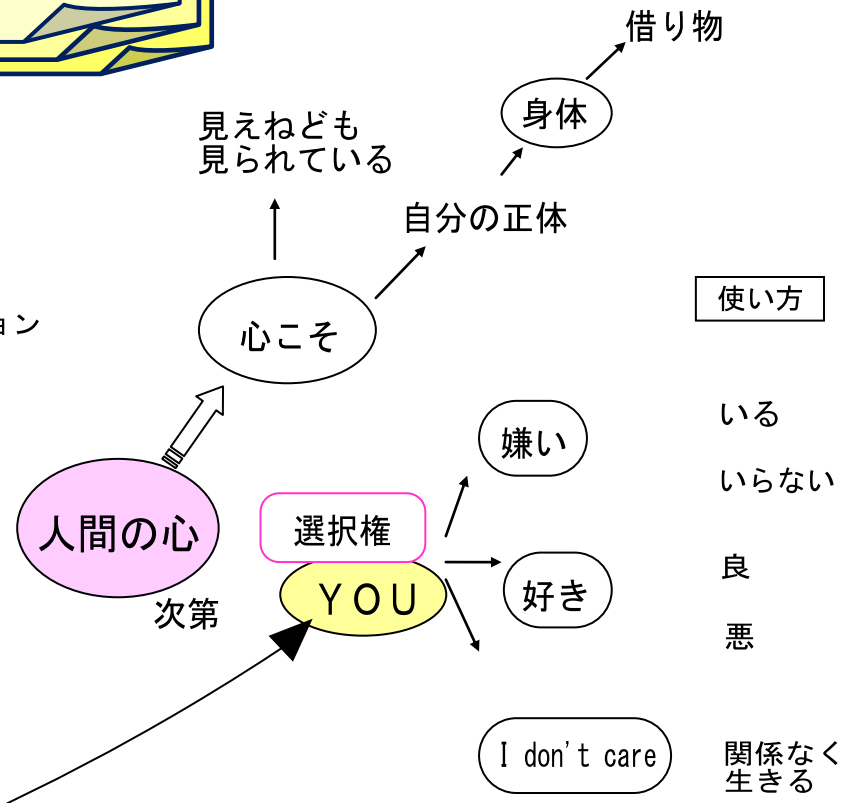 借り物
身体
見えねども
見られている
自分の正体
使い方
ョン
心こそ
いる
嫌い
いらない
選択権
人間の心
良
ＹＯＵ
好き
次第
悪
I don't care
関係なく
生きる